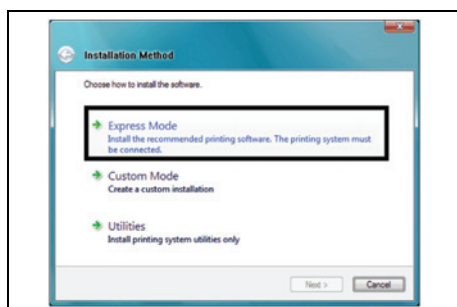 Installation Method
Choose how to install the software.
Express Mode
Install the recommended printing software. The printing system must
be connected.
Custom Mode
Create a custom installation
Utilities
Install printing system utilities only
Next >
Cancel